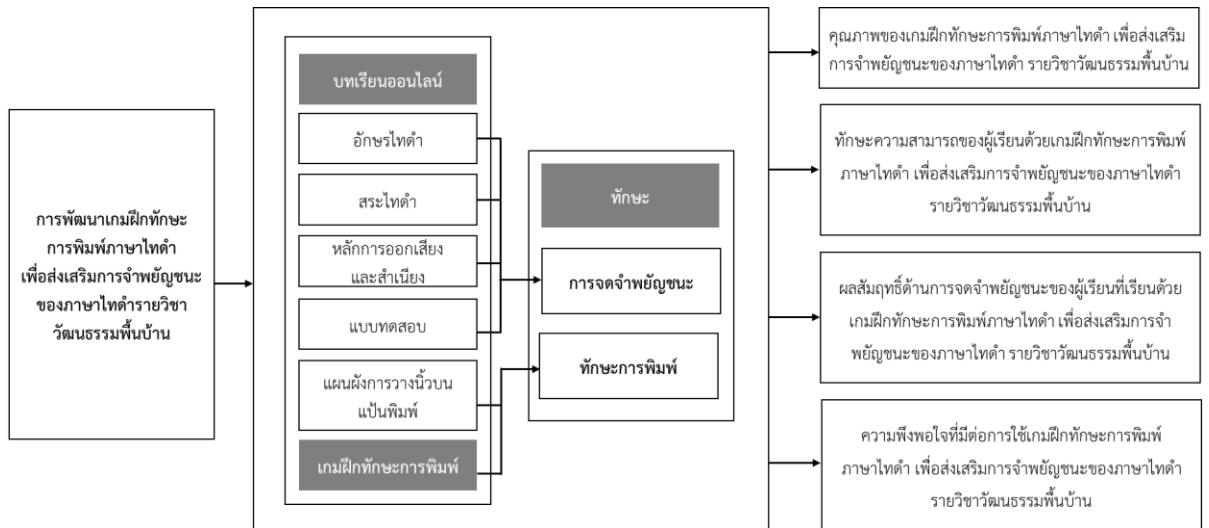 การพัฒนาเกมฝึกทักษะ
การพิมพ์ภาษาไทดำ
เพื่อส่งเสริมการจำพยัญชนะ
ของภาษาไทดำรายวิชา
วัฒนธรรมพื้นบ้าน
บทเรียนออนไลน์
อักษรไทดำ
สระไทดำ
หลักการออกเสียง
และสำเนียง
แบบทดสอบ
แผนผังการวางนิ้วบน
แป้นพิมพ์
เกมฝึกทักษะการพิมพ์
ทักษะ
การจดจำพยัญชนะ
ทักษะการพิมพ์
คุณภาพของเกมฝึกทักษะการพิมพ์ภาษาไทดำ เพื่อส่งเสริม
การจำพยัญชนะของภาษาไทดำ รายวิชาวัฒนธรรมพื้นบ้าน
ทักษะความสามารถของผู้เรียนด้วยเกมฝึกทักษะการพิมพ์
ภาษาไทดำ เพื่อส่งเสริมการจำพยัญชนะของภาษาไทดำ
รายวิชาวัฒนธรรมพื้นบ้าน
ผลสัมฤทธิ์ด้านการจดจำพยัญชนะของผู้เรียนที่เรียนด้วย
เกมฝึกทักษะการพิมพ์ภาษาไทดำ เพื่อส่งเสริมการจำ
พยัญชนะของภาษาไทดำ รายวิชาวัฒนธรรมพื้นบ้าน
ความพึงพอใจที่มีต่อการใช้เกมฝึกทักษะการพิมพ์
ภาษาไทดำ เพื่อส่งเสริมการจำพยัญชนะของภาษาไทดำ
รายวิชาวัฒนธรรมพื้นบ้าน